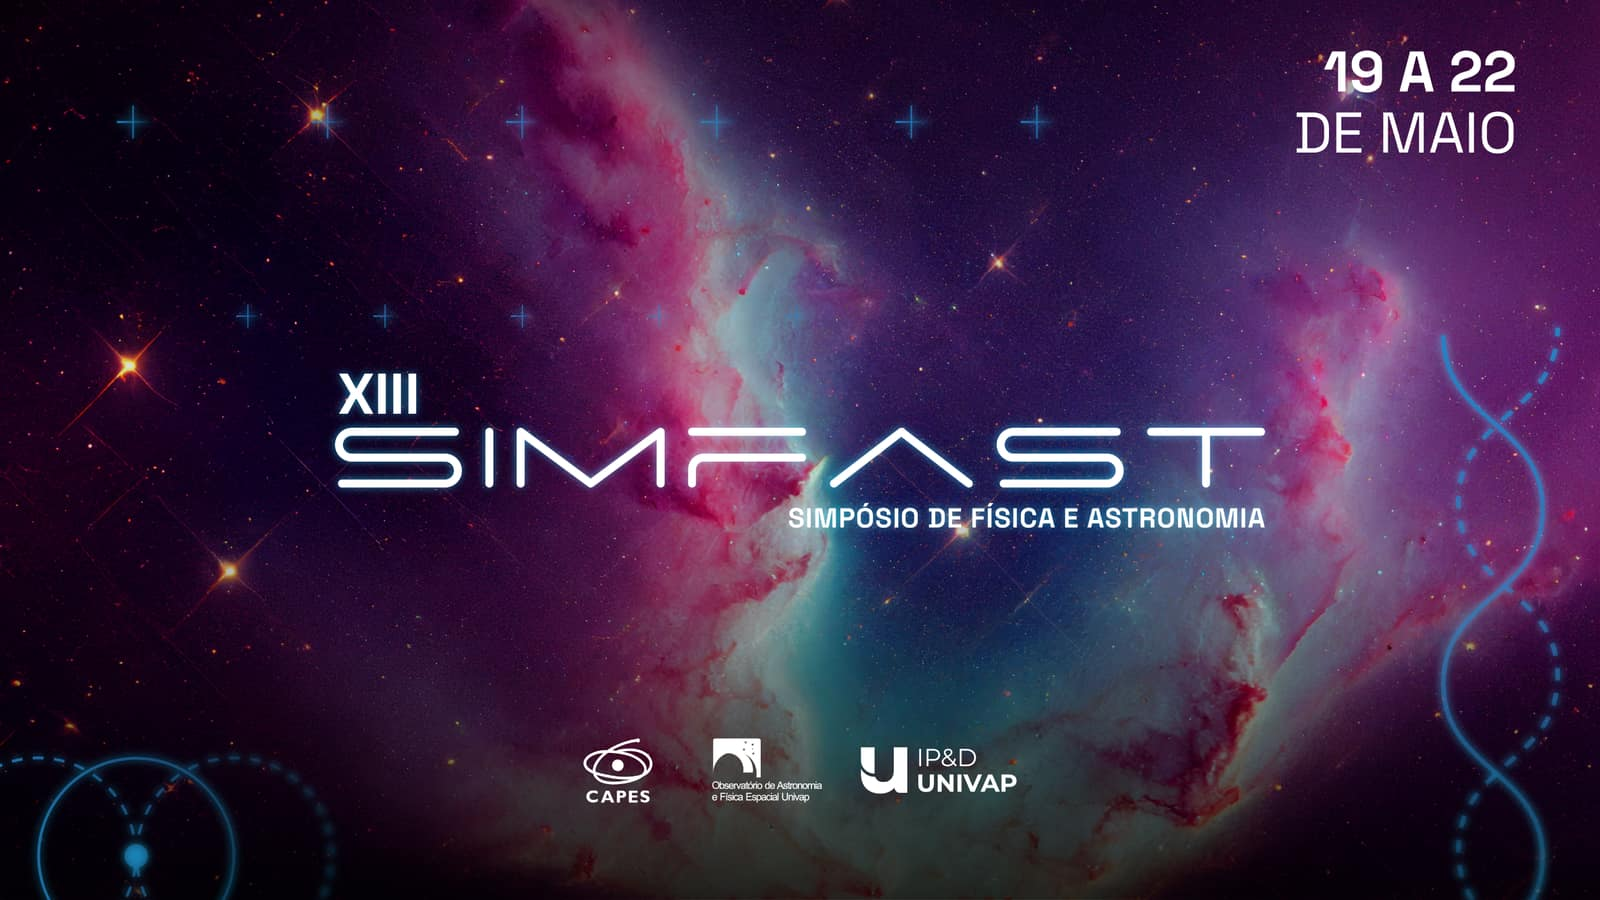 19 A 22
DE MAIO
XIII
SIMFAST
SIMPÓSIO DE FÍSICA E ASTRONOMIA
CAPES
Observatório de Astronomia
e Física Espacial Univap
IP&D
UNIVAP